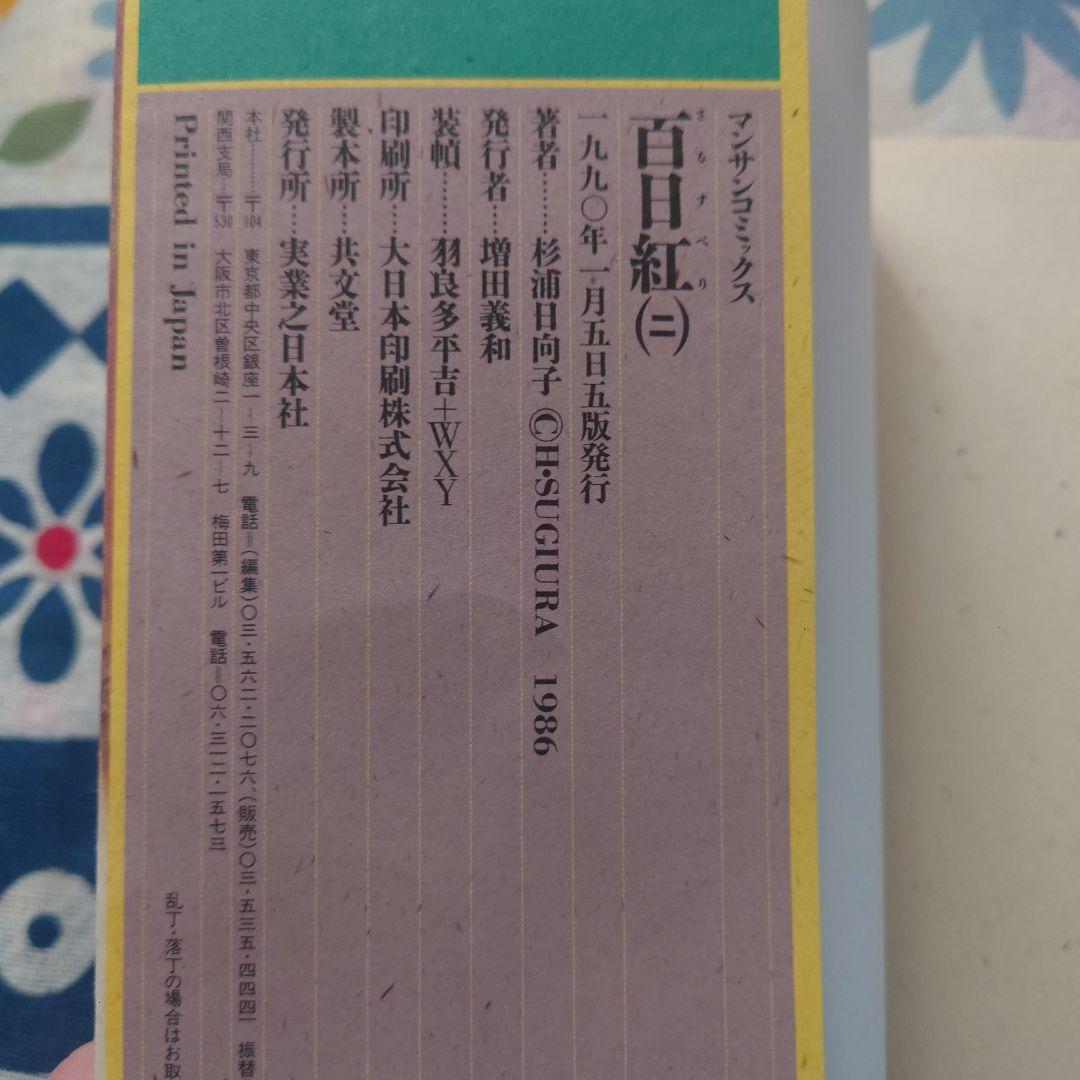 マンサンコミックス
百日紅(二)
さるすべり
一九九〇年一月五日五版発行
著者………杉浦日向子 ©H・SUGIURA 1986
発行者…増田義和
装幀………羽良多平吉+WXY
印刷所…大日本印刷株式会社
製本所…共文堂
発行所…実業之日本社
本社…………〒104 東京都中央区銀座一―三―九 電話=(編集)〇三・五六二・二〇七六、(販売)〇三・五三五・四四四一 振替
関西支局…〒530 大阪市北区曽根崎二―十二―七 梅田第一ビル 電話=〇六・三一二・一五七三
Printed in Japan
乱丁・落丁の場合はお取